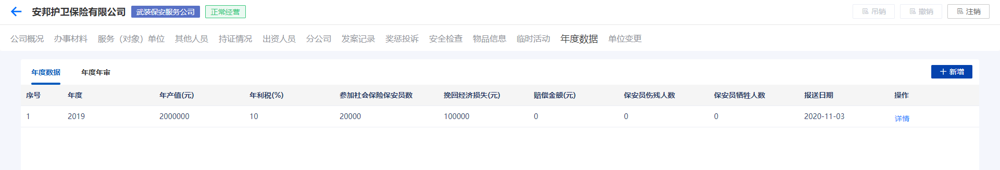 安邦护卫保险有限公司 武装保安服务公司 正常经营 吊销 撤销 注销
公司概况 办事材料 服务（对象）单位 其他人员 持证情况 出资人员 分公司 发案记录 奖惩投诉 安全检查 物品信息 临时活动 年度数据 单位变更
年度数据 年度年审 + 新增
序号 年度 年产值(元) 年利税(%) 参加社会保险保安员数 挽回经济损失(元) 赔偿金额(元) 保安员伤残人数 保安员牺牲人数 报送日期 操作
1 2019 2000000 10 20000 100000 0 0 0 2020-11-03 详情